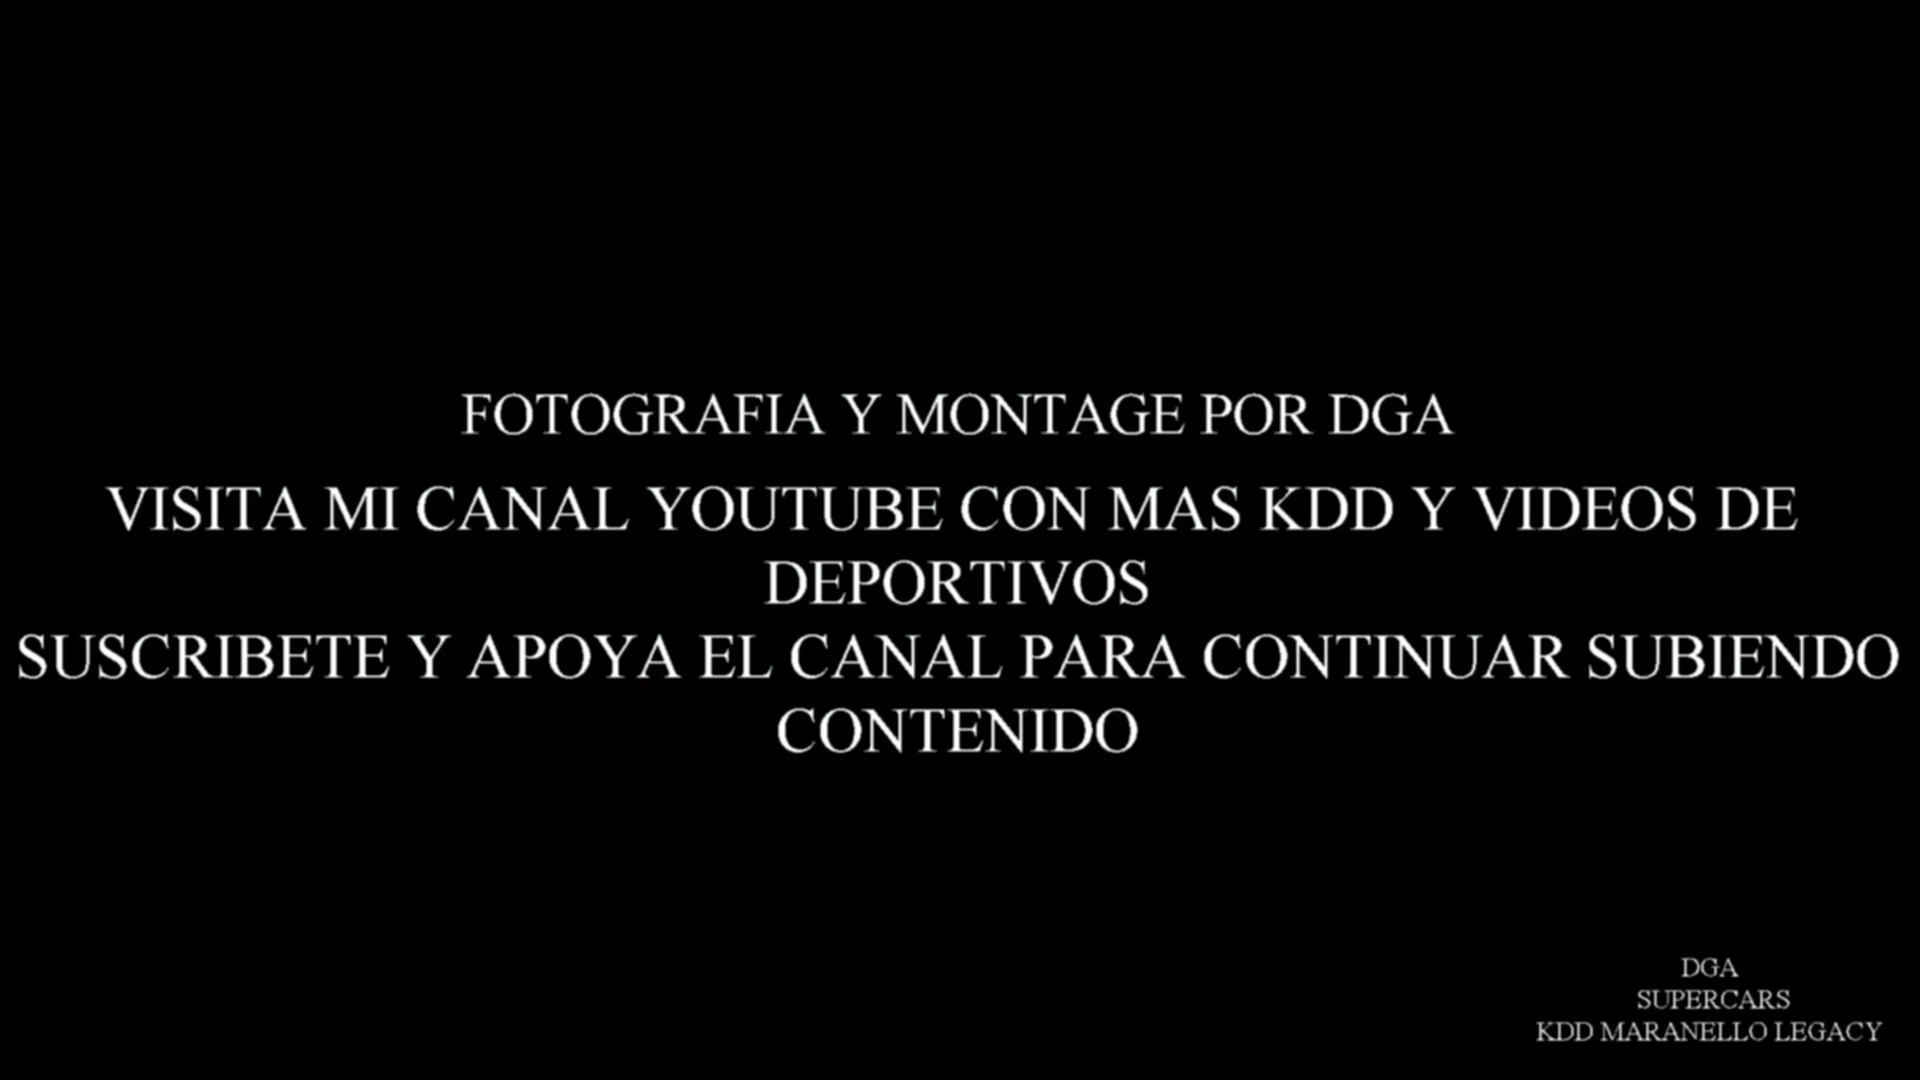 FOTOGRAFIA Y MONTAGE POR DGA
VISITA MI CANAL YOUTUBE CON MAS KDD Y VIDEOS DE
DEPORTIVOS
SUSCRIBETE Y APOYA EL CANAL PARA CONTINUAR SUBIENDO
CONTENIDO
DGA
SUPERCARS
KDD MARANELLO LEGACY